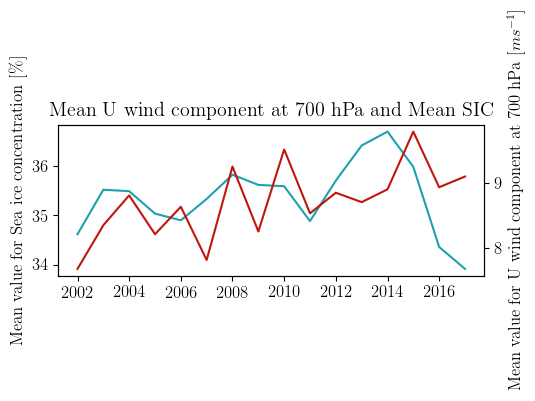 Mean U wind component at 700 hPa and Mean SIC
Mean value for Sea ice concentration [%]
36
35
34
9
8
Mean value for U wind component at 700 hPa [ms⁻¹]
2002 2004 2006 2008 2010 2012 2014 2016